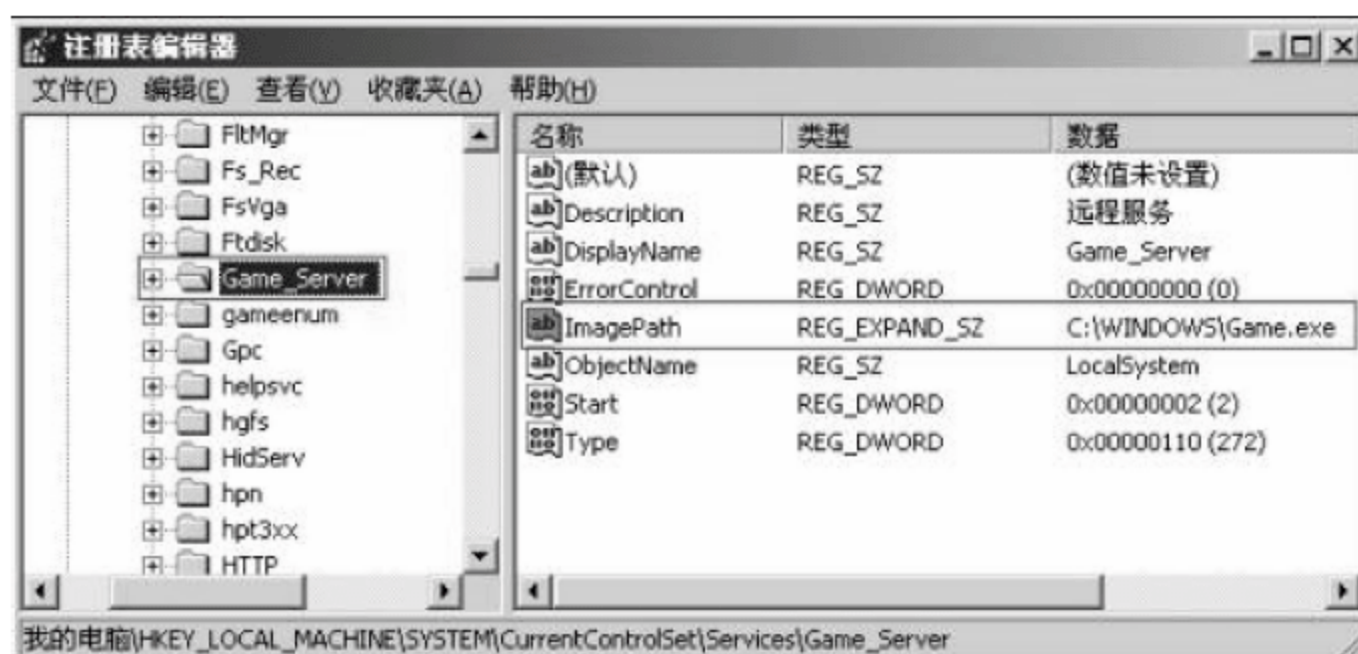 注册表编辑器
文件(F) 编辑(E) 查看(V) 收藏夹(A) 帮助(H)
FltMgr
Fs_Rec
FsVga
Ftdisk
Game_Server
gameenum
Gpc
helpsvc
hgfs
HidServ
hpn
hpt3xx
HTTP
名称 类型 数据
(默认) REG_SZ (数值未设置)
Description REG_SZ 远程服务
DisplayName REG_SZ Game_Server
ErrorControl REG_DWORD 0x00000000 (0)
ImagePath REG_EXPAND_SZ C:\WINDOWS\Game.exe
ObjectName REG_SZ LocalSystem
Start REG_DWORD 0x00000002 (2)
Type REG_DWORD 0x00000110 (272)
我的电脑\HKEY_LOCAL_MACHINE\SYSTEM\CurrentControlSet\Services\Game_Server